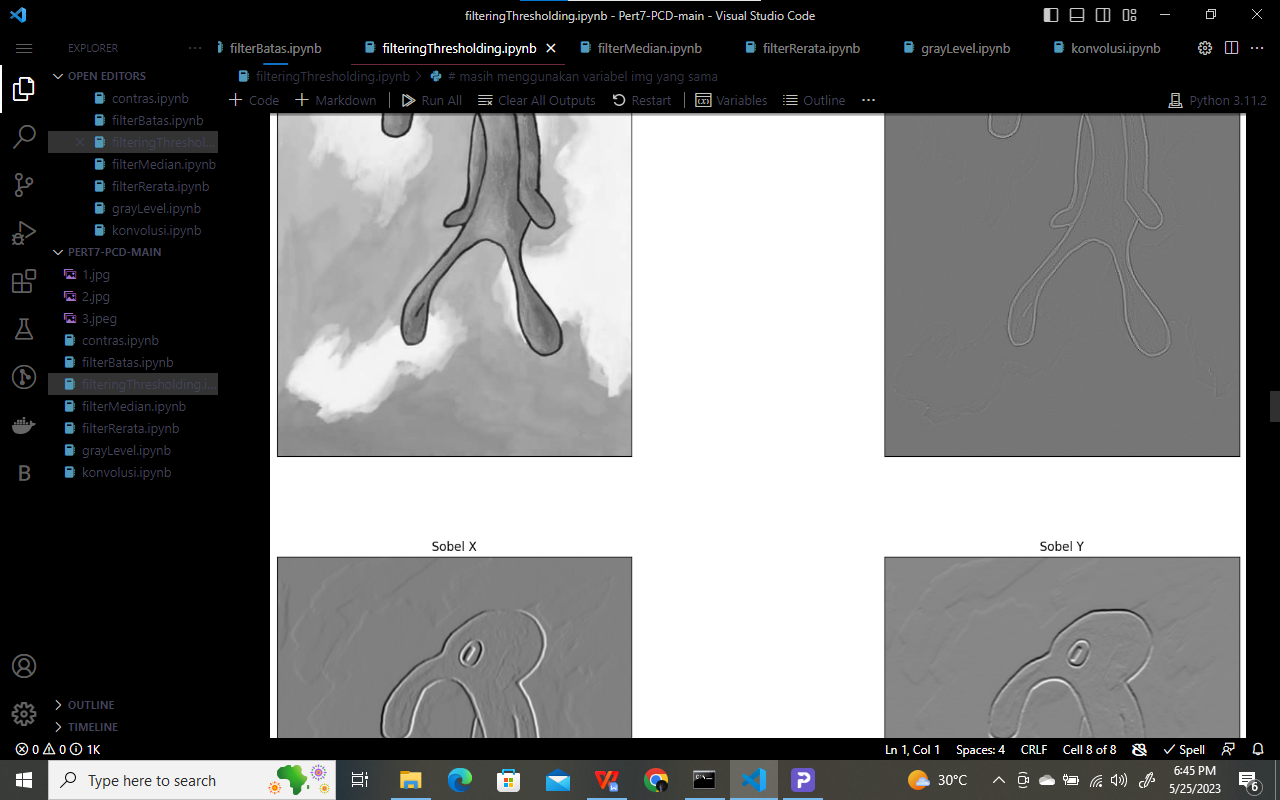 filteringThresholding.ipynb - Pert7-PCD-main - Visual Studio Code
EXPLORER
filterBatas.ipynb
filteringThresholding.ipynb
filterMedian.ipynb
filterRerata.ipynb
grayLevel.ipynb
konvolusi.ipynb
filteringThresholding.ipynb > # masih menggunakan variabel img yang sama
Code
Markdown
Run All
Clear All Outputs
Restart
Variables
Outline
Python 3.11.2
OPEN EDITORS
contras.ipynb
filterBatas.ipynb
filteringThreshol...
filterMedian.ipynb
filterRerata.ipynb
grayLevel.ipynb
konvolusi.ipynb
PERT7-PCD-MAIN
1.jpg
2.jpg
3.jpeg
contras.ipynb
filterBatas.ipynb
filteringThresholding.i...
filterMedian.ipynb
filterRerata.ipynb
grayLevel.ipynb
konvolusi.ipynb
OUTLINE
TIMELINE
Sobel X
Sobel Y
0 0 1K
Ln 1, Col 1
Spaces: 4
CRLF
Cell 8 of 8
Spell
Type here to search
30°C
6:45 PM
5/25/2023
6